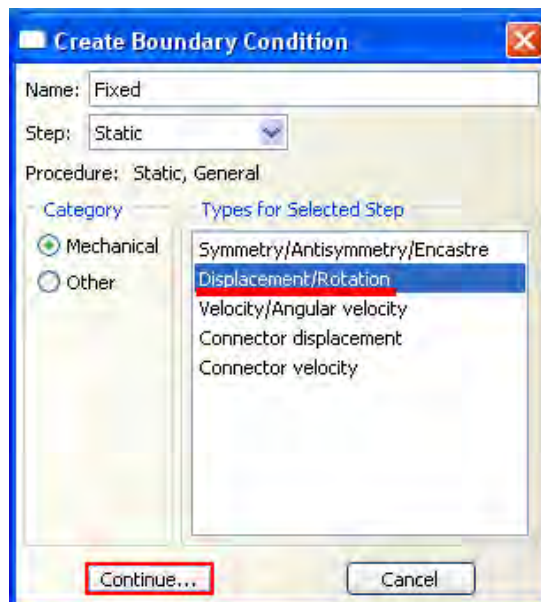 Create Boundary Condition
Name: Fixed
Step: Static
Procedure: Static, General
Category
Types for Selected Step
Mechanical
Other
Symmetry/Antisymmetry/Encastre
Displacement/Rotation
Velocity/Angular velocity
Connector displacement
Connector velocity
Continue...
Cancel